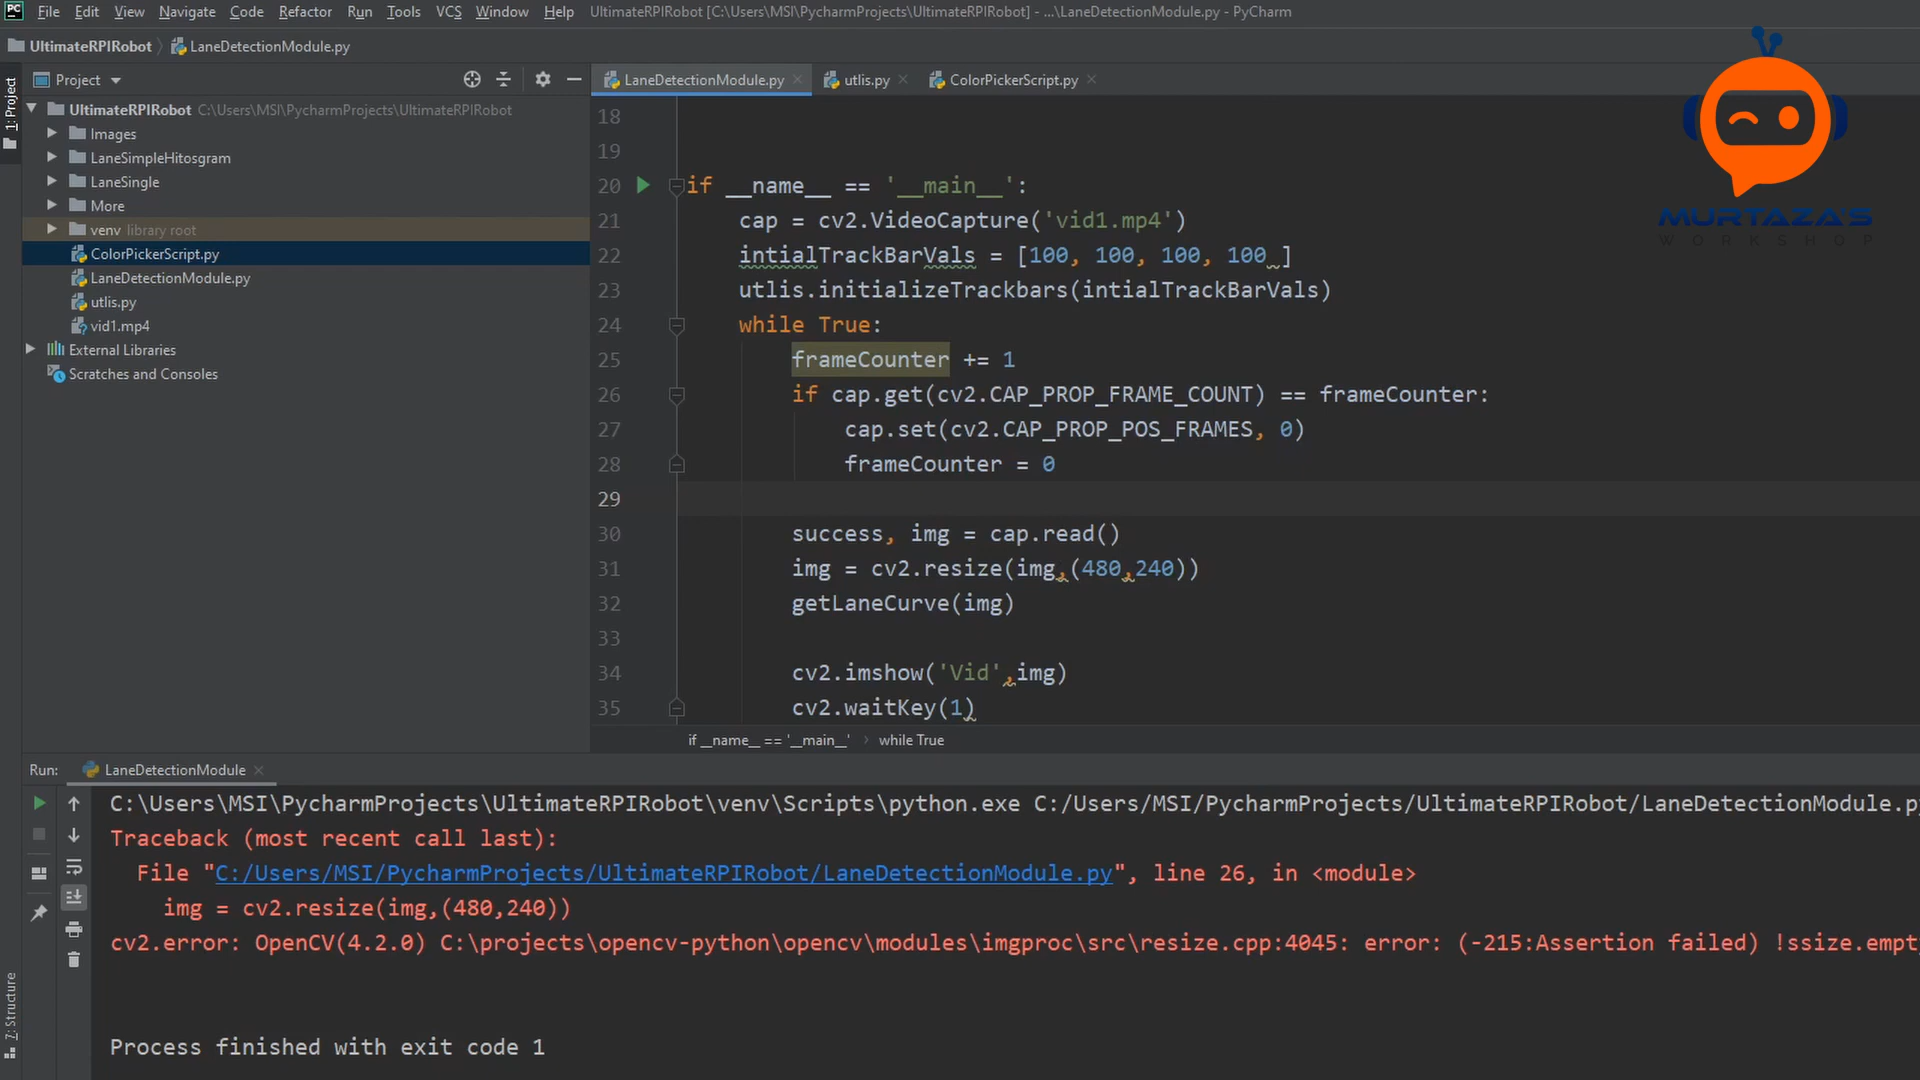 PC File Edit View Navigate Code Refactor Run Tools VCS Window Help UltimateRPIRobot [C:\Users\MSI\PycharmProjects\UltimateRPIRobot] - ...\LaneDetectionModule.py - PyCharm
UltimateRPIRobot LaneDetectionModule.py
1: Project
Project
LaneDetectionModule.py utlis.py ColorPickerScript.py
UltimateRPIRobot C:\Users\MSI\PycharmProjects\UltimateRPIRobot
Images
LaneSimpleHitosgram
LaneSingle
More
venv library root
ColorPickerScript.py
LaneDetectionModule.py
utlis.py
vid1.mp4
External Libraries
Scratches and Consoles
MURTAZA'S
WORKSHOP
18
19
20 if __name__ == '__main__':
21 cap = cv2.VideoCapture('vid1.mp4')
22 intialTrackBarVals = [100, 100, 100, 100 ]
23 utlis.initializeTrackbars(intialTrackBarVals)
24 while True:
25 frameCounter += 1
26 if cap.get(cv2.CAP_PROP_FRAME_COUNT) == frameCounter:
27 cap.set(cv2.CAP_PROP_POS_FRAMES, 0)
28 frameCounter = 0
29
30 success, img = cap.read()
31 img = cv2.resize(img,(480,240))
32 getLaneCurve(img)
33
34 cv2.imshow('Vid',img)
35 cv2.waitKey(1)
if __name__ == '__main__' while True
Run: LaneDetectionModule
C:\Users\MSI\PycharmProjects\UltimateRPIRobot\venv\Scripts\python.exe C:/Users/MSI/PycharmProjects/UltimateRPIRobot/LaneDetectionModule.py
Traceback (most recent call last):
File "C:/Users/MSI/PycharmProjects/UltimateRPIRobot/LaneDetectionModule.py", line 26, in <module>
img = cv2.resize(img,(480,240))
cv2.error: OpenCV(4.2.0) C:\projects\opencv-python\opencv\modules\imgproc\src\resize.cpp:4045: error: (-215:Assertion failed) !ssize.empt
7: Structure
Process finished with exit code 1